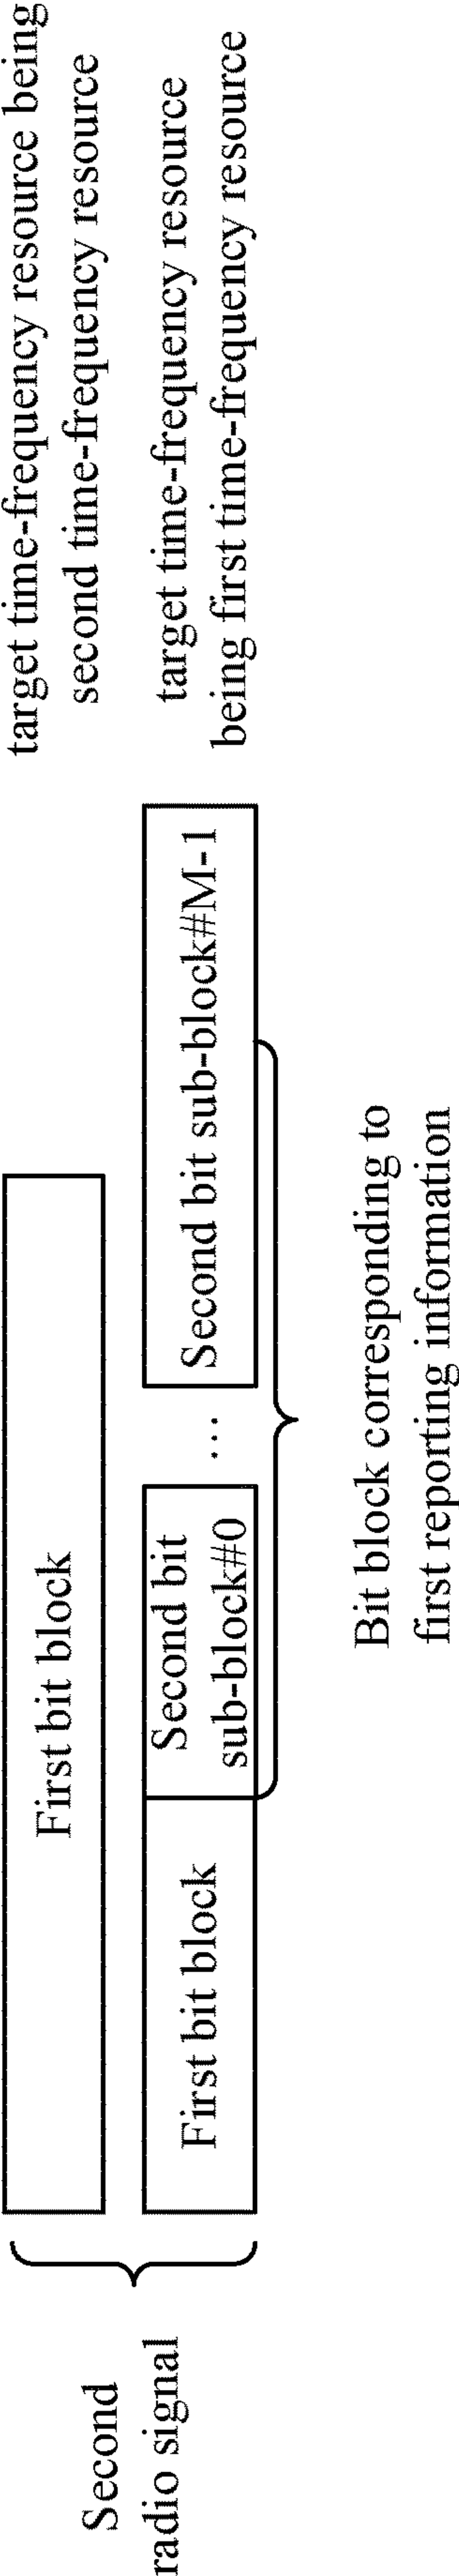 Second
radio signal
First bit block
target time-frequency resource being
second time-frequency resource
First bit block
Second bit
sub-block#0
...
Second bit sub-block#M-1
target time-frequency resource
being first time-frequency resource
Bit block corresponding to
first reporting information